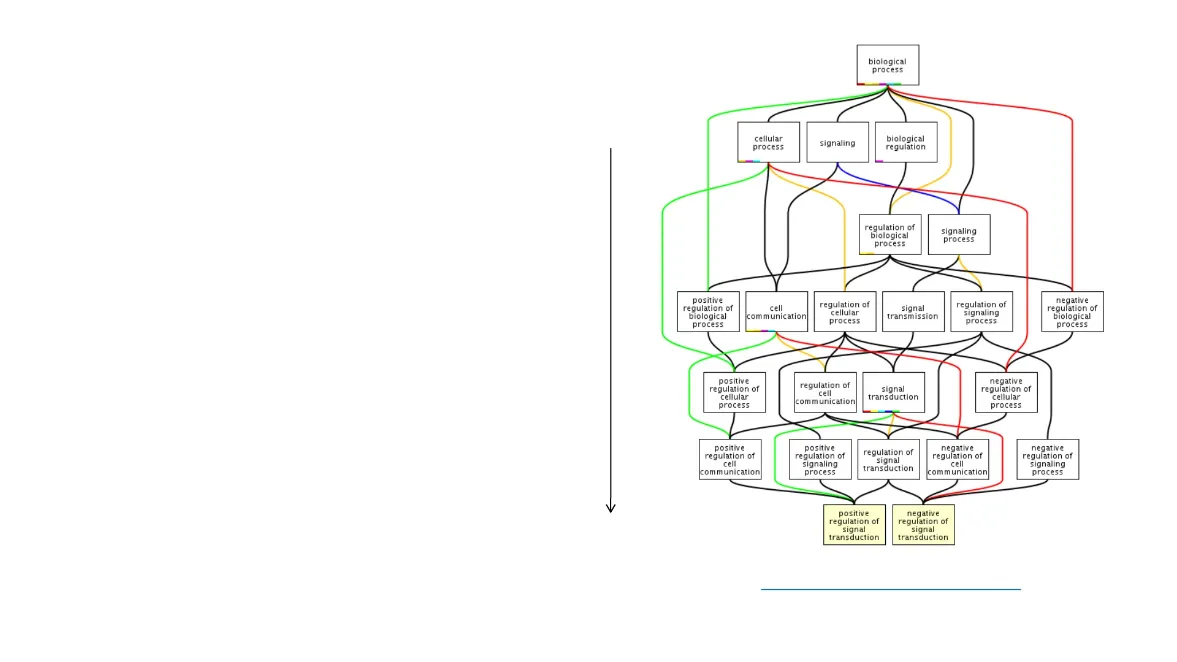 biological
process
cellular
process
signaling
biological
regulation
regulation of
biological
process
signaling
process
positive
regulation of
biological
process
cell
communication
regulation of
cellular
process
signal
transmission
regulation of
signaling
process
negative
regulation of
biological
process
positive
regulation of
cellular
process
regulation of
cell
communication
signal
transduction
negative
regulation of
cellular
process
positive
regulation of
cell
communication
positive
regulation of
signaling
process
regulation of
signal
transduction
negative
regulation of
cell
communication
negative
regulation of
signaling
process
positive
regulation of
signal
transduction
negative
regulation of
signal
transduction